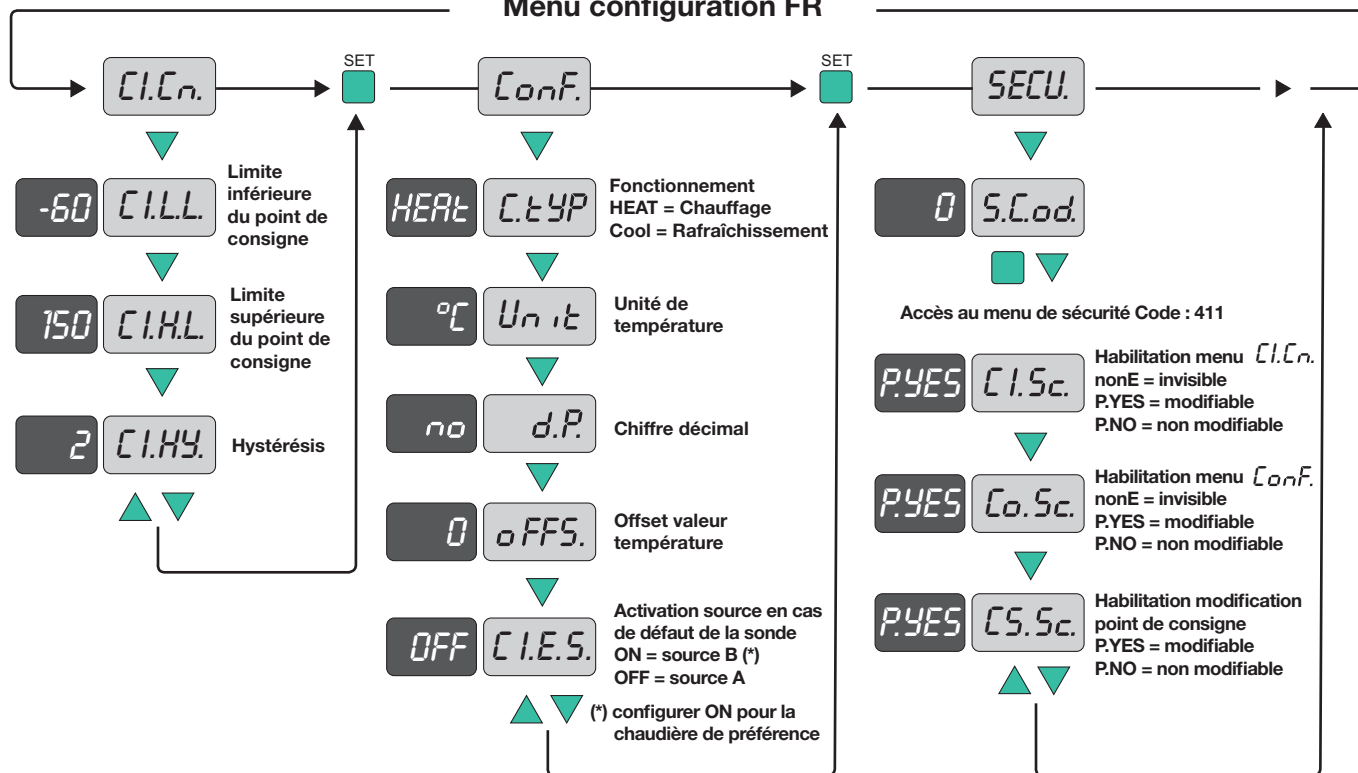 Menu configuration FR
C1.Cn.
SET
ConF.
SET
SECU.
-60 C1.L.L.
Limite
inférieure
du point de
consigne
150 C1.H.L.
Limite
supérieure
du point de
consigne
2 C1.HY.
Hystérésis
HEAt C.tYP
Fonctionnement
HEAT = Chauffage
Cool = Rafraîchissement
°C Unit
Unité de
température
no d.P.
Chiffre décimal
0 oFFS.
Offset valeur
température
OFF C1.E.S.
Activation source en cas
de défaut de la sonde
ON = source B (*)
OFF = source A
(*) configurer ON pour la
chaudière de préférence
0 S.Cod.
Accès au menu de sécurité Code : 411
P.YES C1.Sc.
Habilitation menu C1.Cn.
nonE = invisible
P.YES = modifiable
P.NO = non modifiable
P.YES Co.Sc.
Habilitation menu ConF.
nonE = invisible
P.YES = modifiable
P.NO = non modifiable
P.YES CS.Sc.
Habilitation modification
point de consigne
P.YES = modifiable
P.NO = non modifiable